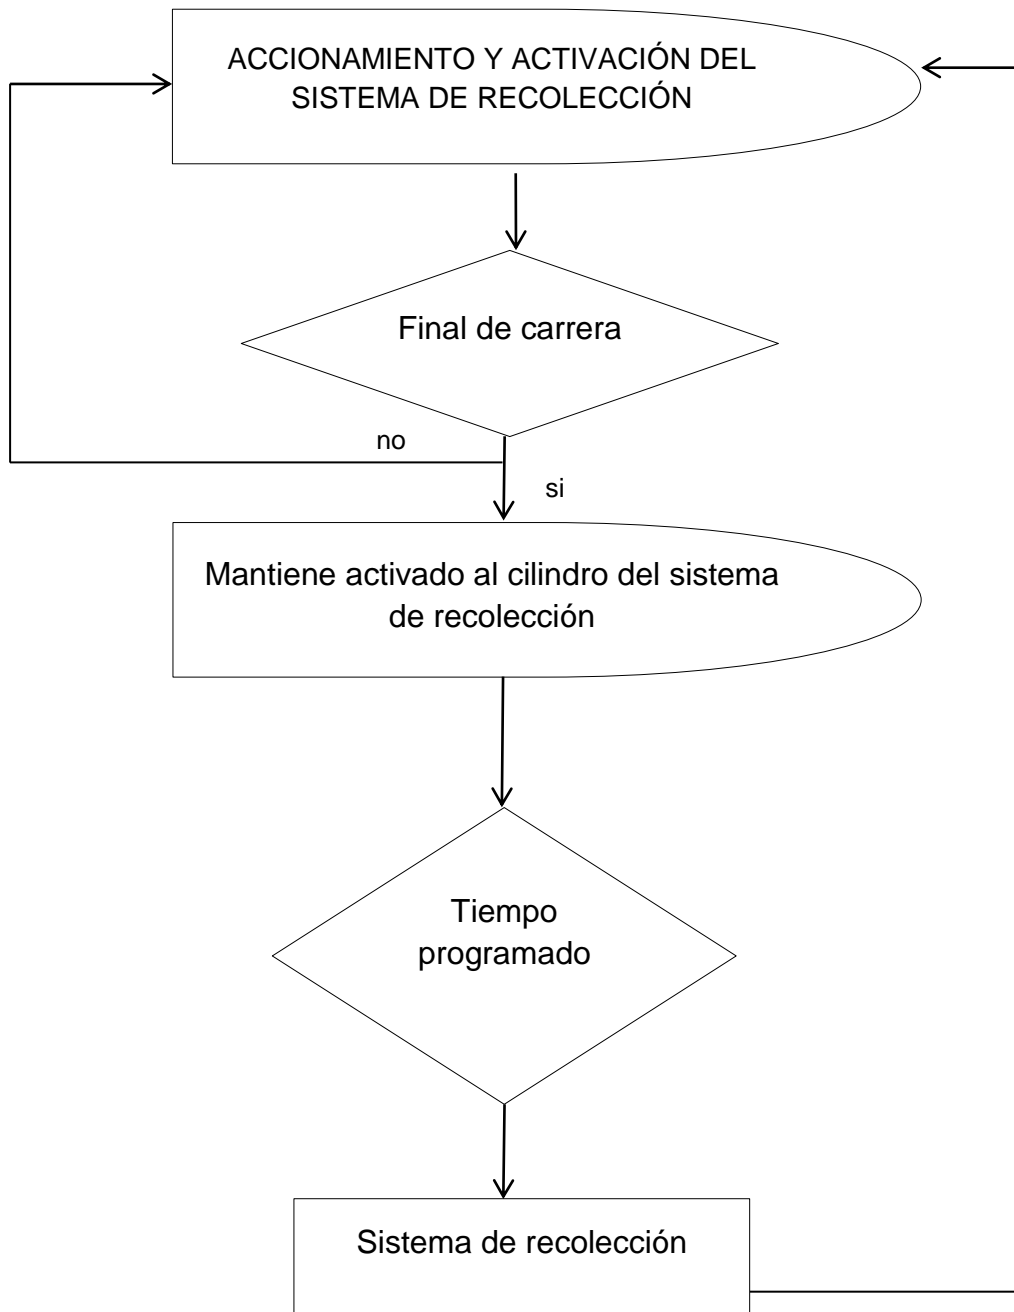 ACCIONAMIENTO Y ACTIVACIÓN DEL
SISTEMA DE RECOLECCIÓN
Final de carrera
no
si
Mantiene activado al cilindro del sistema
de recolección
Tiempo
programado
Sistema de recolección